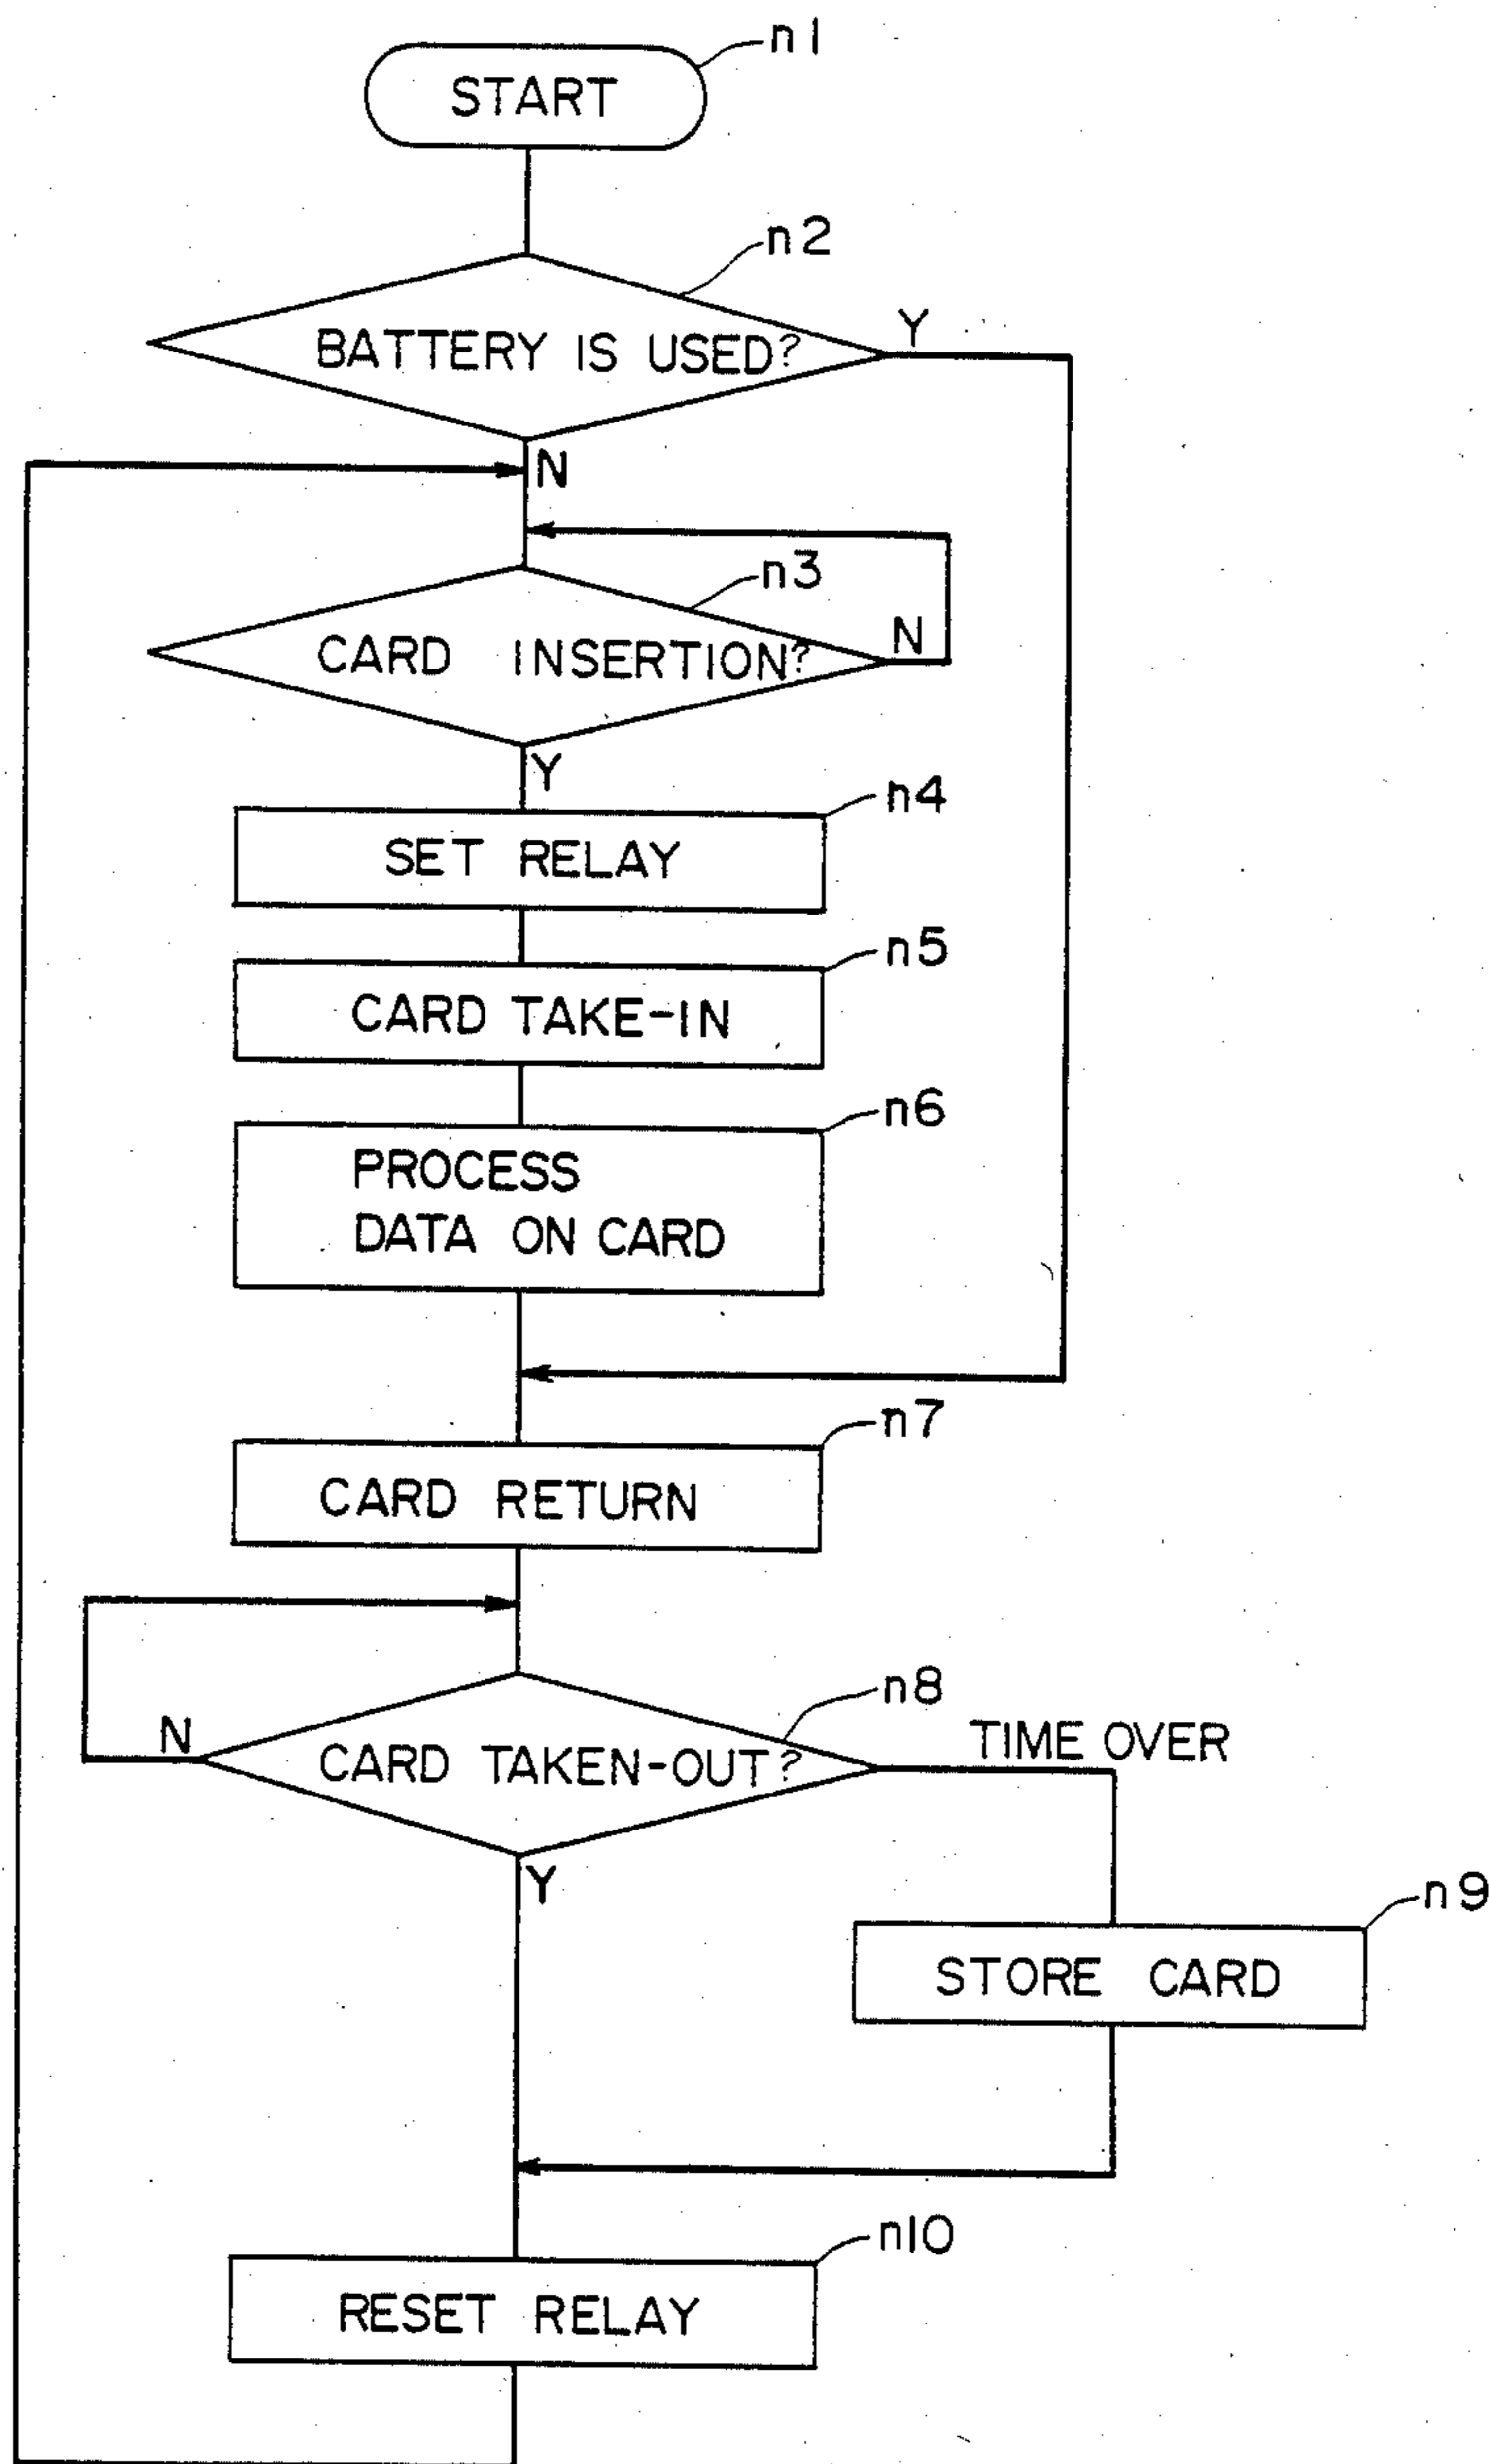 n1
START
n2
BATTERY IS USED?
Y
N
n3
CARD INSERTION?
N
Y
n4
SET RELAY
n5
CARD TAKE-IN
n6
PROCESS
DATA ON CARD
n7
CARD RETURN
n8
N
CARD TAKEN-OUT?
TIME OVER
Y
n9
STORE CARD
n10
RESET RELAY